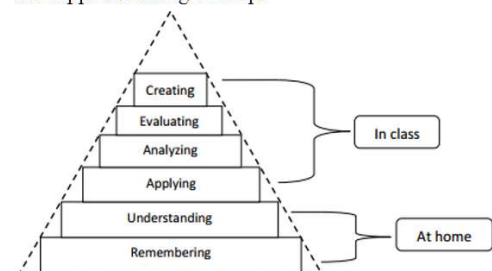 Creating
Evaluating
Analyzing
Applying
Understanding
Remembering
In class
At home